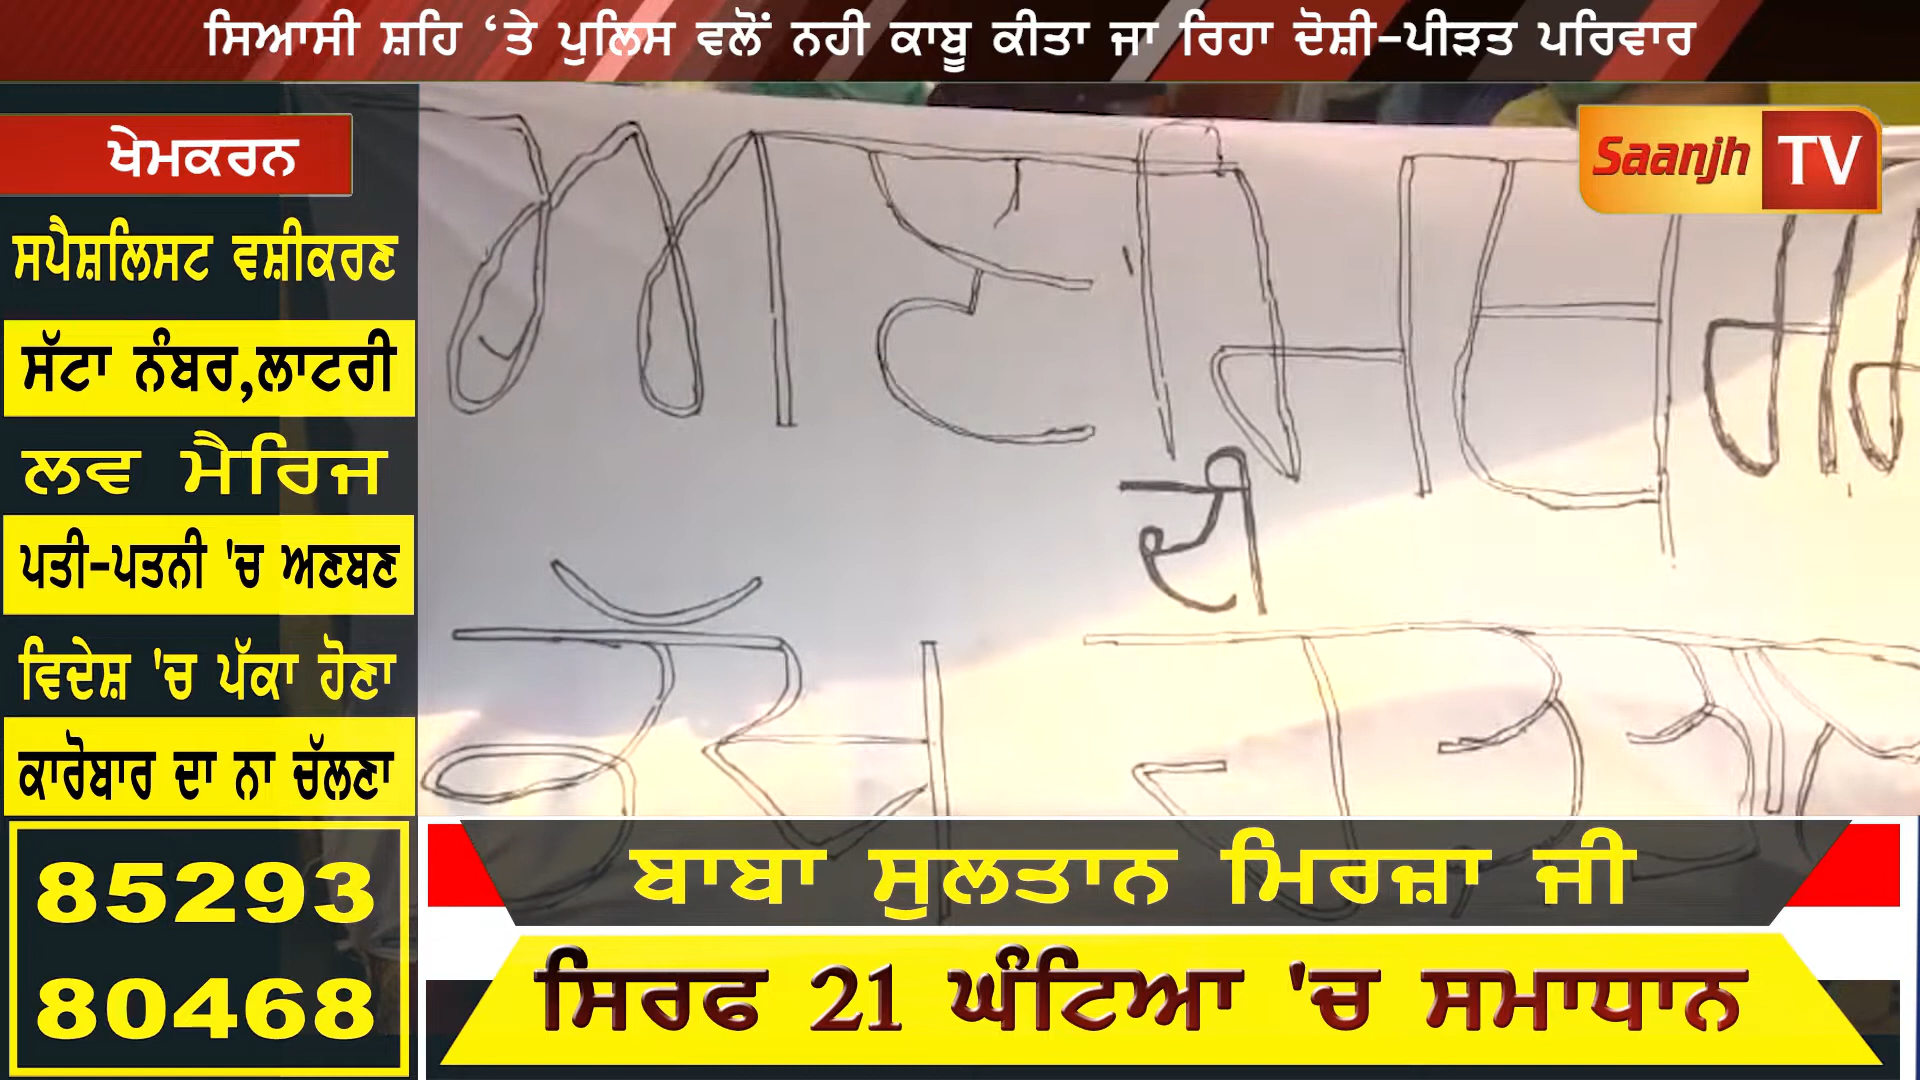 ਸਿਆਸੀ ਸ਼ਹਿ ‘ਤੇ ਪੁਲਿਸ ਵਲੋਂ ਨਹੀ ਕਾਬੂ ਕੀਤਾ ਜਾ ਰਿਹਾ ਦੋਸ਼ੀ-ਪੀੜਤ ਪਰਿਵਾਰ
Saanjh TV
ਖੇਮਕਰਨ
ਸਪੈਸ਼ਲਿਸਟ ਵਸ਼ੀਕਰਣ
ਸੱਟਾ ਨੰਬਰ,ਲਾਟਰੀ
ਲਵ ਮੈਰਿਜ
ਪਤੀ-ਪਤਨੀ 'ਚ ਅਣਬਣ
ਵਿਦੇਸ਼ 'ਚ ਪੱਕਾ ਹੋਣਾ
ਕਾਰੋਬਾਰ ਦਾ ਨਾ ਚੱਲਣਾ
85293
80468
ਦੀ
ਬਾਬਾ ਸੁਲਤਾਨ ਮਿਰਜ਼ਾ ਜੀ
ਸਿਰਫ 21 ਘੰਟਿਆ 'ਚ ਸਮਾਧਾਨ